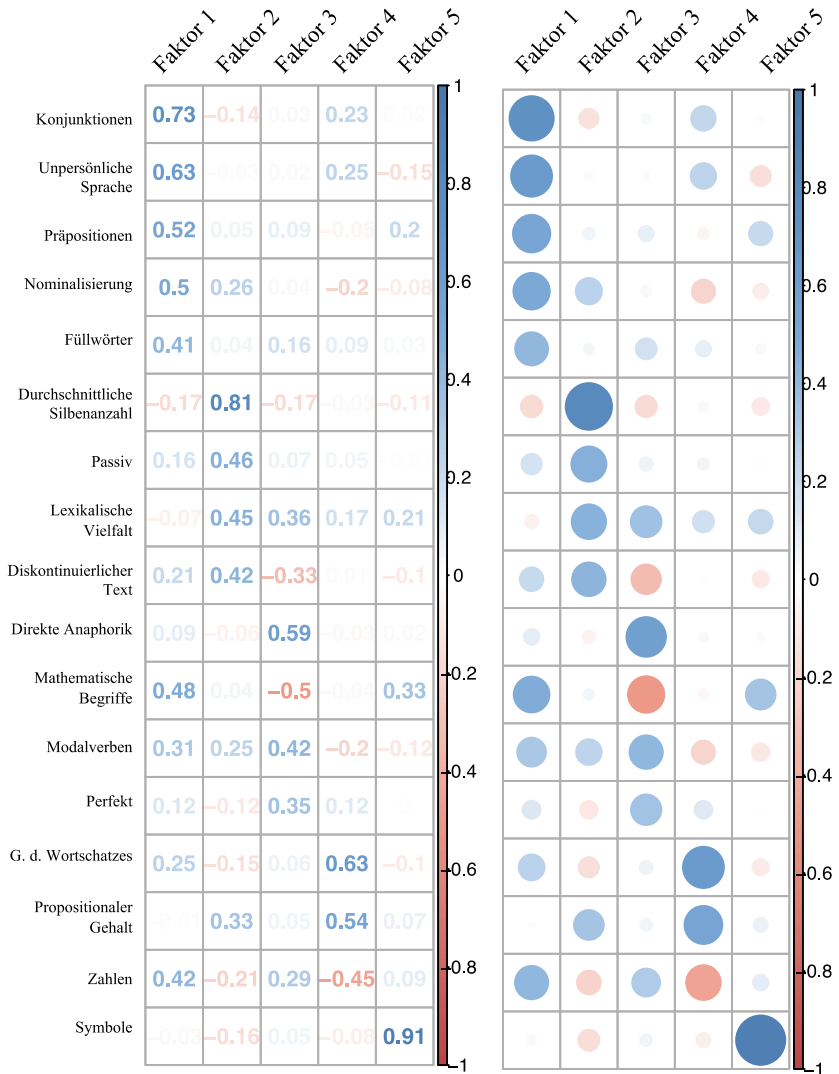 Faktor 1 Faktor 2 Faktor 3 Faktor 4 Faktor 5 Faktor 1 Faktor 2 Faktor 3 Faktor 4 Faktor 5
1 1
Konjunktionen 0.73 −0.14 0.03 0.23 0.02
Unpersönliche
Sprache 0.63 −0.03 0.02 0.25 −0.15
0.8 0.8
Präpositionen 0.52 0.05 0.09 −0.05 0.2
Nominalisierung 0.5 0.26 0.04 −0.2 −0.08
0.6 0.6
Füllwörter 0.41 0.04 0.16 0.09 0.03
0.4 0.4
Durchschnittliche
Silbenanzahl −0.17 0.81 −0.17 −0.03 −0.11
Passiv 0.16 0.46 0.07 0.05 −0.01
0.2 0.2
Lexikalische
Vielfalt −0.07 0.45 0.36 0.17 0.21
Diskontinuierlicher
Text 0.21 0.42 −0.33 0.01 −0.1
0 0
Direkte Anaphorik 0.09 −0.06 0.59 −0.03 0.02
−0.2 −0.2
Mathematische
Begriffe 0.48 0.04 −0.5 −0.04 0.33
Modalverben 0.31 0.25 0.42 −0.2 −0.12
−0.4 −0.4
Perfekt 0.12 −0.12 0.35 0.12 0
G. d. Wortschatzes 0.25 −0.15 0.06 0.63 −0.1
−0.6 −0.6
Propositionaler
Gehalt −0.01 0.33 0.05 0.54 0.07
−0.8 −0.8
Zahlen 0.42 −0.21 0.29 −0.45 0.09
Symbole −0.03 −0.16 0.05 −0.08 0.91
−1 −1